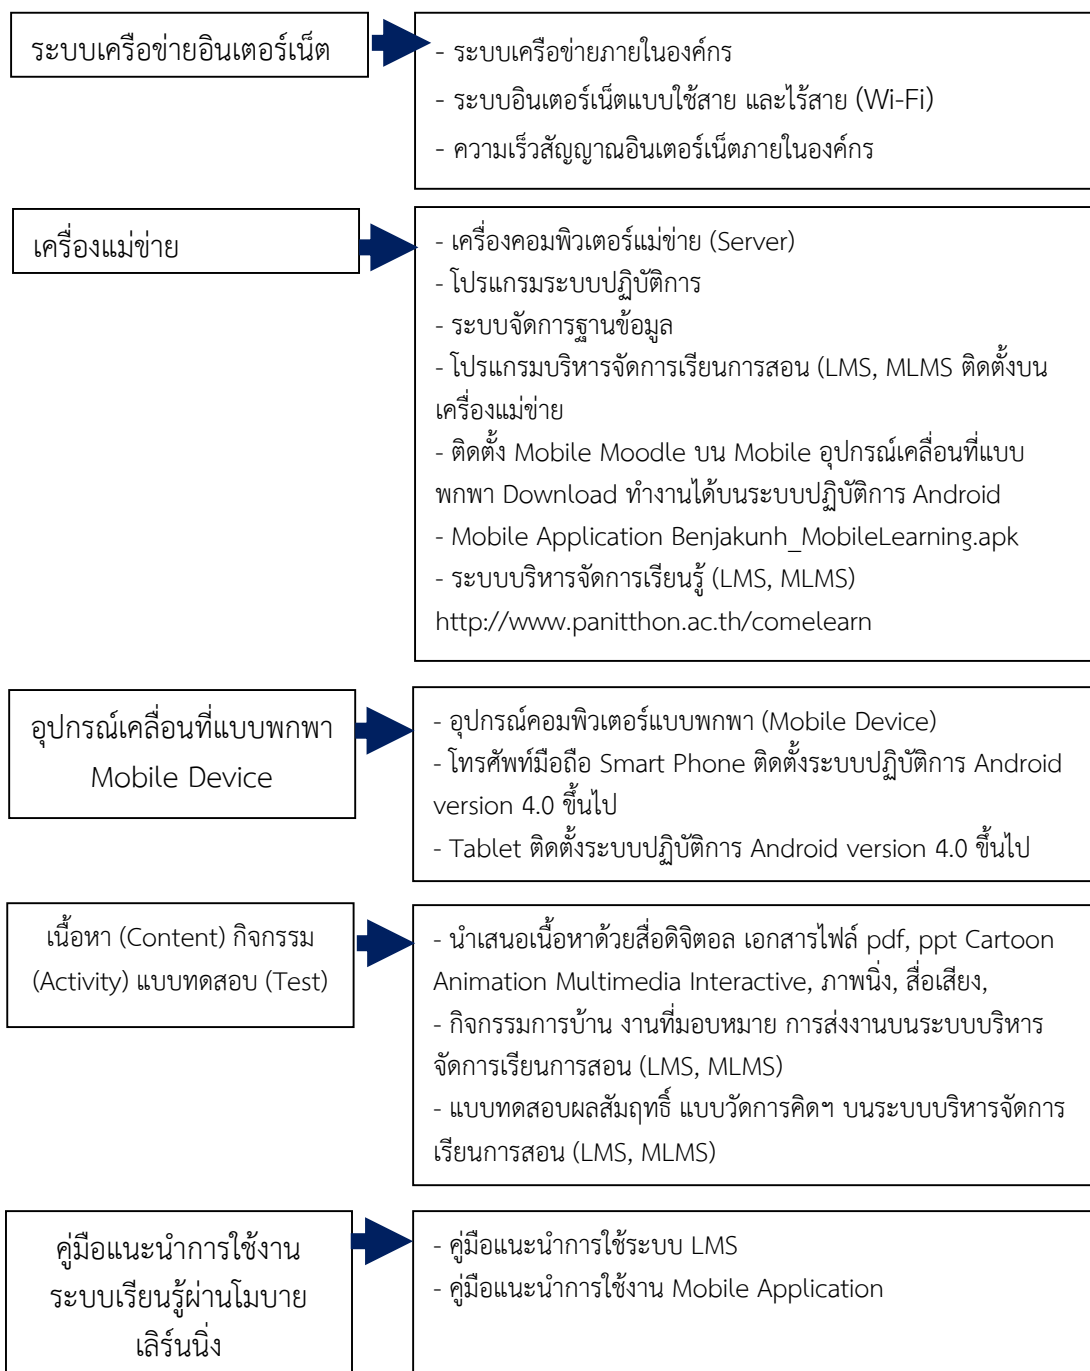 ระบบเครือข่ายอินเตอร์เน็ต
- ระบบเครือข่ายภายในองค์กร
- ระบบอินเตอร์เน็ตแบบใช้สาย และไร้สาย (Wi-Fi)
- ความเร็วสัญญาณอินเตอร์เน็ตภายในองค์กร
เครื่องแม่ข่าย
- เครื่องคอมพิวเตอร์แม่ข่าย (Server)
- โปรแกรมระบบปฏิบัติการ
- ระบบจัดการฐานข้อมูล
- โปรแกรมบริหารจัดการเรียนการสอน (LMS, MLMS ติดตั้งบน
เครื่องแม่ข่าย
- ติดตั้ง Mobile Moodle บน Mobile อุปกรณ์เคลื่อนที่แบบ
พกพา Download ทำงานได้บนระบบปฏิบัติการ Android
- Mobile Application Benjakunh_MobileLearning.apk
- ระบบบริหารจัดการเรียนรู้ (LMS, MLMS)
http://www.panitthon.ac.th/comelearn
อุปกรณ์เคลื่อนที่แบบพกพา
Mobile Device
- อุปกรณ์คอมพิวเตอร์แบบพกพา (Mobile Device)
- โทรศัพท์มือถือ Smart Phone ติดตั้งระบบปฏิบัติการ Android
version 4.0 ขึ้นไป
- Tablet ติดตั้งระบบปฏิบัติการ Android version 4.0 ขึ้นไป
เนื้อหา (Content) กิจกรรม
(Activity) แบบทดสอบ (Test)
- นำเสนอเนื้อหาด้วยสื่อดิจิตอล เอกสารไฟล์ pdf, ppt Cartoon
Animation Multimedia Interactive, ภาพนิ่ง, สื่อเสียง,
- กิจกรรมการบ้าน งานที่มอบหมาย การส่งงานบนระบบบริหาร
จัดการเรียนการสอน (LMS, MLMS)
- แบบทดสอบผลสัมฤทธิ์ แบบวัดการคิดฯ บนระบบบริหารจัดการ
เรียนการสอน (LMS, MLMS)
คู่มือแนะนำการใช้งาน
ระบบเรียนรู้ผ่านโมบาย
เลิร์นนิ่ง
- คู่มือแนะนำการใช้ระบบ LMS
- คู่มือแนะนำการใช้งาน Mobile Application